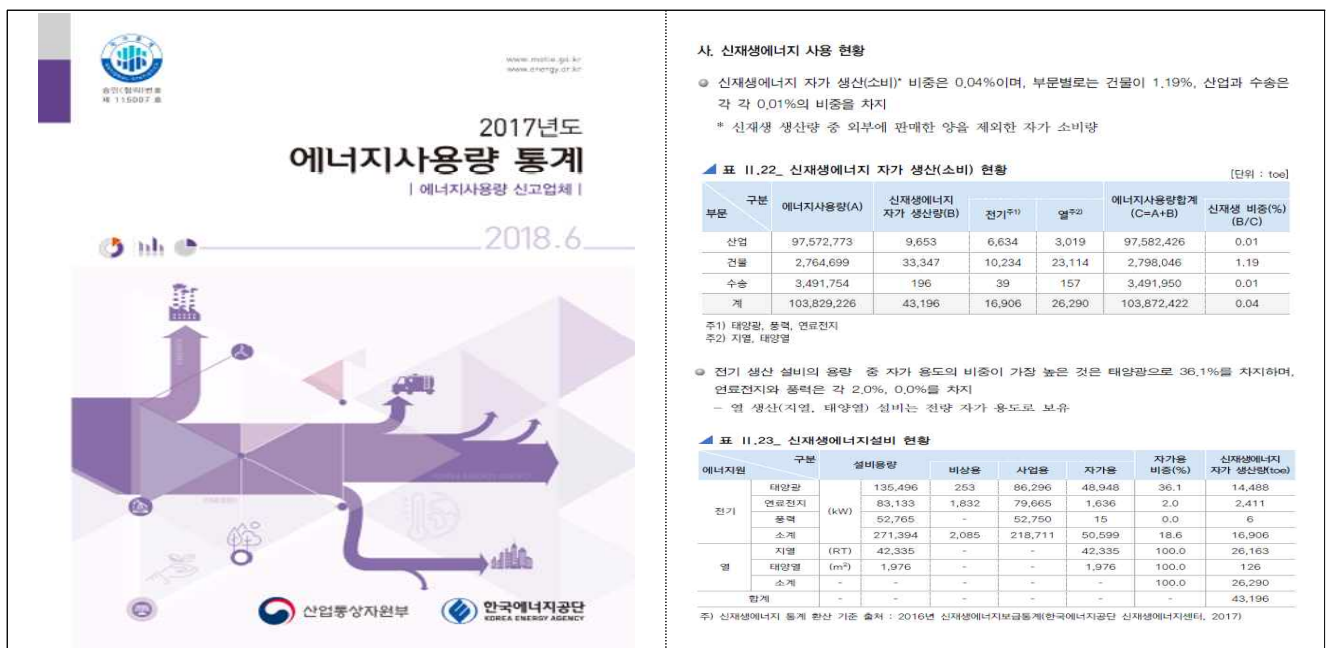 승인(협의)번호
제 115007 호
www.motie.go.kr
www.energy.or.kr
2017년도
에너지사용량 통계
| 에너지사용량 신고업체 |
2018.6
산업통상자원부
한국에너지공단
KOREA ENERGY AGENCY
사. 신재생에너지 사용 현황
신재생에너지 자가 생산(소비)* 비중은 0.04%이며, 부문별로는 건물이 1.19%, 산업과 수송은
각 각 0.01%의 비중을 차지
* 신재생 생산량 중 외부에 판매한 양을 제외한 자가 소비량
표 II.22_ 신재생에너지 자가 생산(소비) 현황
[단위 : toe]
부문 구분 에너지사용량(A) 신재생에너지 자가 생산량(B) 전기주1) 열주2) 에너지사용량합계 (C=A+B) 신재생 비중(%) (B/C)
산업 97,572,773 9,653 6,634 3,019 97,582,426 0.01
건물 2,764,699 33,347 10,234 23,114 2,798,046 1.19
수송 3,491,754 196 39 157 3,491,950 0.01
계 103,829,226 43,196 16,906 26,290 103,872,422 0.04
주1) 태양광, 풍력, 연료전지
주2) 지열, 태양열
전기 생산 설비의 용량 중 자가 용도의 비중이 가장 높은 것은 태양광으로 36.1%를 차지하며,
연료전지와 풍력은 각 2.0%, 0.0%를 차지
- 열 생산(지열, 태양열) 설비는 전량 자가 용도로 보유
표 II.23_ 신재생에너지설비 현황
에너지원 구분 설비용량 비상용 사업용 자가용 자가용 비중(%) 신재생에너지 자가 생산량(toe)
전기 태양광 (kW) 135,496 253 86,296 48,948 36.1 14,488
연료전지 83,133 1,832 79,665 1,636 2.0 2,411
풍력 52,765 - 52,750 15 0.0 6
소계 271,394 2,085 218,711 50,599 18.6 16,906
열 지열 (RT) 42,335 - - 42,335 100.0 26,163
태양열 (m²) 1,976 - - 1,976 100.0 126
소계 - - - - 100.0 26,290
합계 - - - - - 43,196
주) 신재생에너지 통계 환산 기준 출처 : 2016년 신재생에너지보급통계(한국에너지공단 신재생에너지센터, 2017)